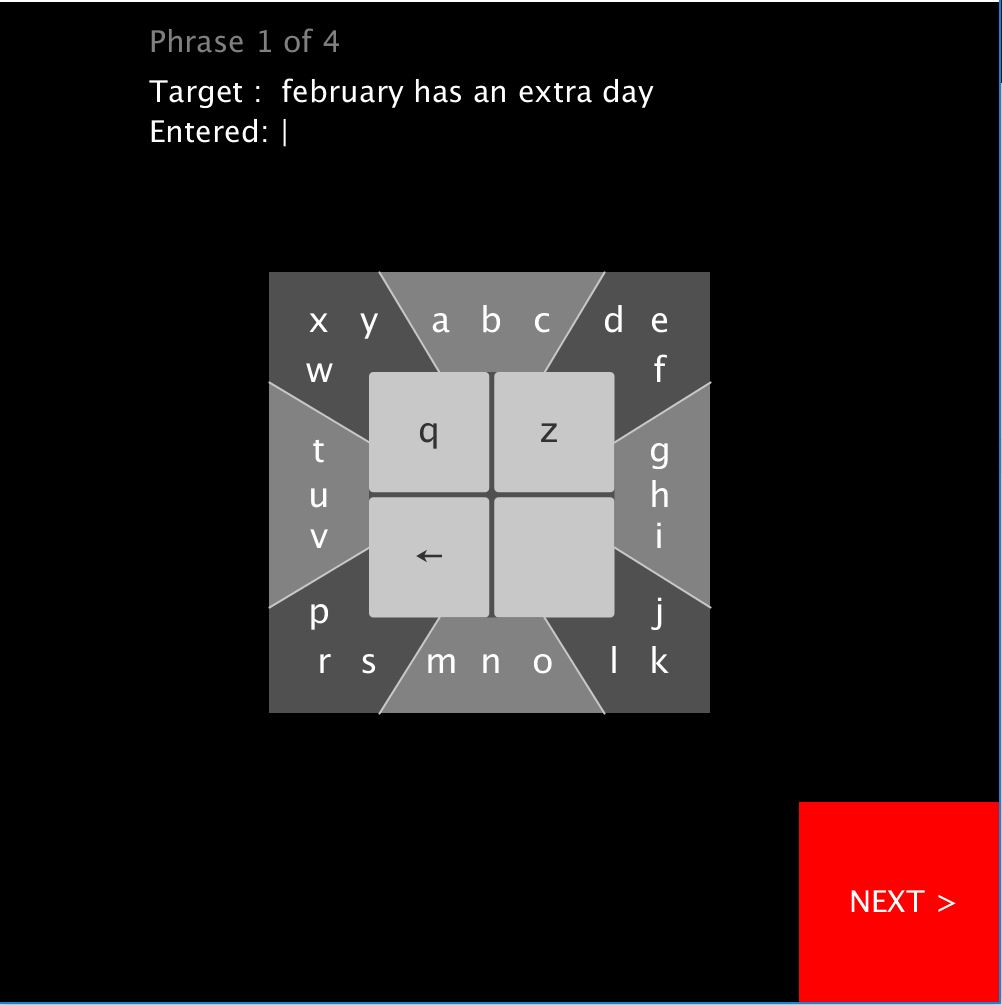 Phrase 1 of 4
Target : february has an extra day
Entered: |
x y a b c d e
w f
q z
t g
u h
v i
←
p j
r s m n o l k
NEXT >